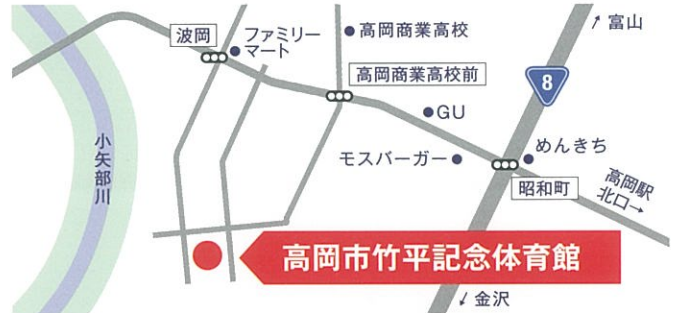 波岡
ファミリー
マート
高岡商業高校
富山
高岡商業高校前
8
GU
小矢部川
モスバーガー
めんきち
昭和町
高岡駅
北口→
高岡市竹平記念体育館
金沢